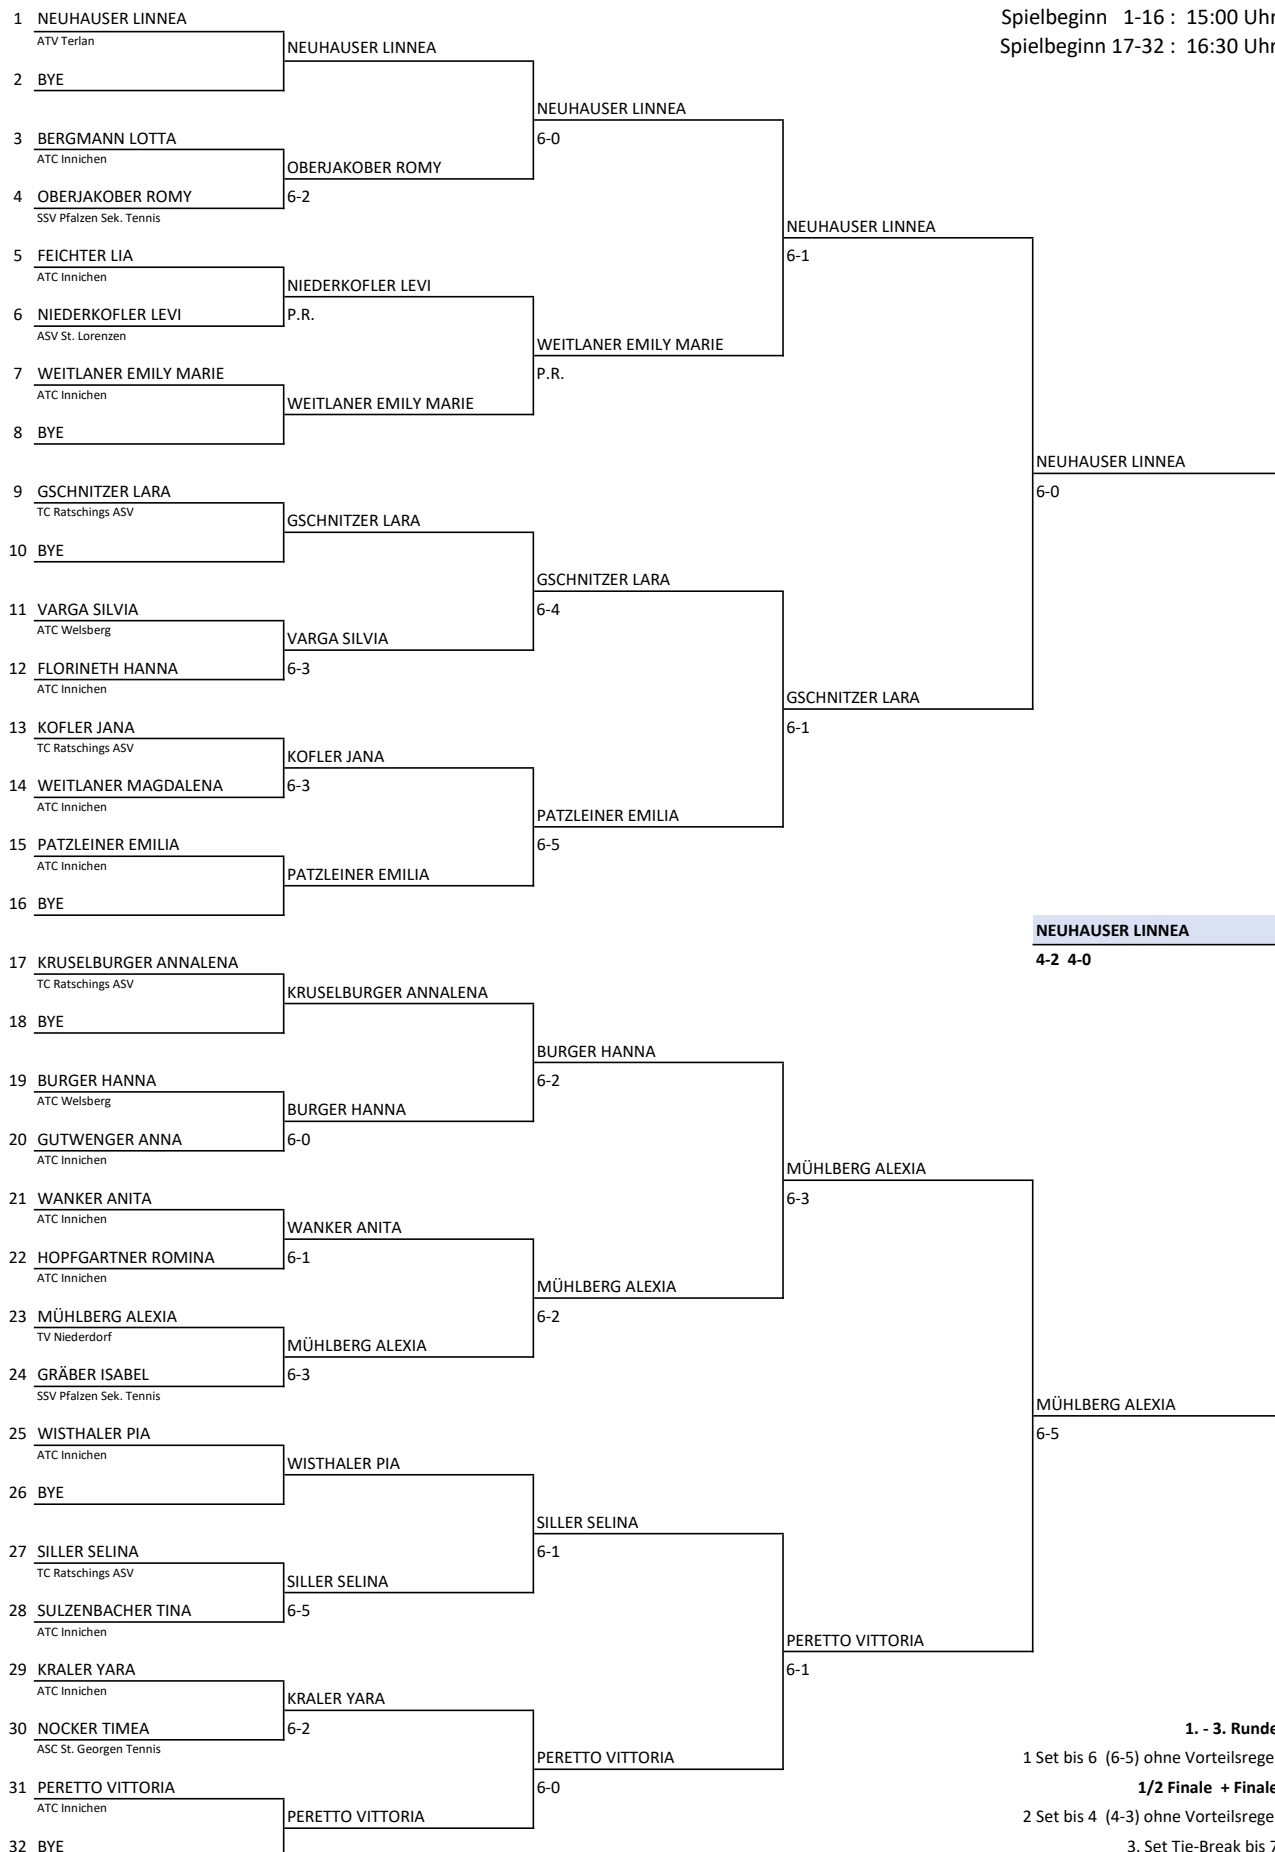 Spielbeginn 1-16 : 15:00 Uhr
Spielbeginn 17-32 : 16:30 Uhr
1 NEUHAUSER LINNEA
ATV Terlan
NEUHAUSER LINNEA
2 BYE
NEUHAUSER LINNEA
6-0
3 BERGMANN LOTTA
ATC Innichen
OBERJAKOBER ROMY
6-2
4 OBERJAKOBER ROMY
SSV Pfalzen Sek. Tennis
NEUHAUSER LINNEA
6-1
5 FEICHTER LIA
ATC Innichen
NIEDERKOFLER LEVI
P.R.
6 NIEDERKOFLER LEVI
ASV St. Lorenzen
WEITLANER EMILY MARIE
P.R.
7 WEITLANER EMILY MARIE
ATC Innichen
WEITLANER EMILY MARIE
8 BYE
NEUHAUSER LINNEA
6-0
9 GSCHNITZER LARA
TC Ratschings ASV
GSCHNITZER LARA
10 BYE
GSCHNITZER LARA
6-4
11 VARGA SILVIA
ATC Welsberg
VARGA SILVIA
6-3
12 FLORINETH HANNA
ATC Innichen
GSCHNITZER LARA
6-1
13 KOFLER JANA
TC Ratschings ASV
KOFLER JANA
6-3
14 WEITLANER MAGDALENA
ATC Innichen
PATZLEINER EMILIA
6-5
15 PATZLEINER EMILIA
ATC Innichen
PATZLEINER EMILIA
16 BYE
NEUHAUSER LINNEA
4-2 4-0
17 KRUSELBURGER ANNALENA
TC Ratschings ASV
KRUSELBURGER ANNALENA
18 BYE
BURGER HANNA
6-2
19 BURGER HANNA
ATC Welsberg
BURGER HANNA
6-0
20 GUTWENGER ANNA
ATC Innichen
MÜHLBERG ALEXIA
6-3
21 WANKER ANITA
ATC Innichen
WANKER ANITA
6-1
22 HOPFGARTNER ROMINA
ATC Innichen
MÜHLBERG ALEXIA
6-2
23 MÜHLBERG ALEXIA
TV Niederdorf
MÜHLBERG ALEXIA
6-3
24 GRÄBER ISABEL
SSV Pfalzen Sek. Tennis
MÜHLBERG ALEXIA
6-5
25 WISTHALER PIA
ATC Innichen
WISTHALER PIA
26 BYE
SILLER SELINA
6-1
27 SILLER SELINA
TC Ratschings ASV
SILLER SELINA
6-5
28 SULZENBACHER TINA
ATC Innichen
PERETTO VITTORIA
6-1
29 KRALER YARA
ATC Innichen
KRALER YARA
6-2
30 NOCKER TIMEA
ASC St. Georgen Tennis
PERETTO VITTORIA
6-0
31 PERETTO VITTORIA
ATC Innichen
PERETTO VITTORIA
32 BYE
1. - 3. Runde
1 Set bis 6 (6-5) ohne Vorteilsrege
1/2 Finale + Finale
2 Set bis 4 (4-3) ohne Vorteilsrege
3. Set Tie-Break bis 7